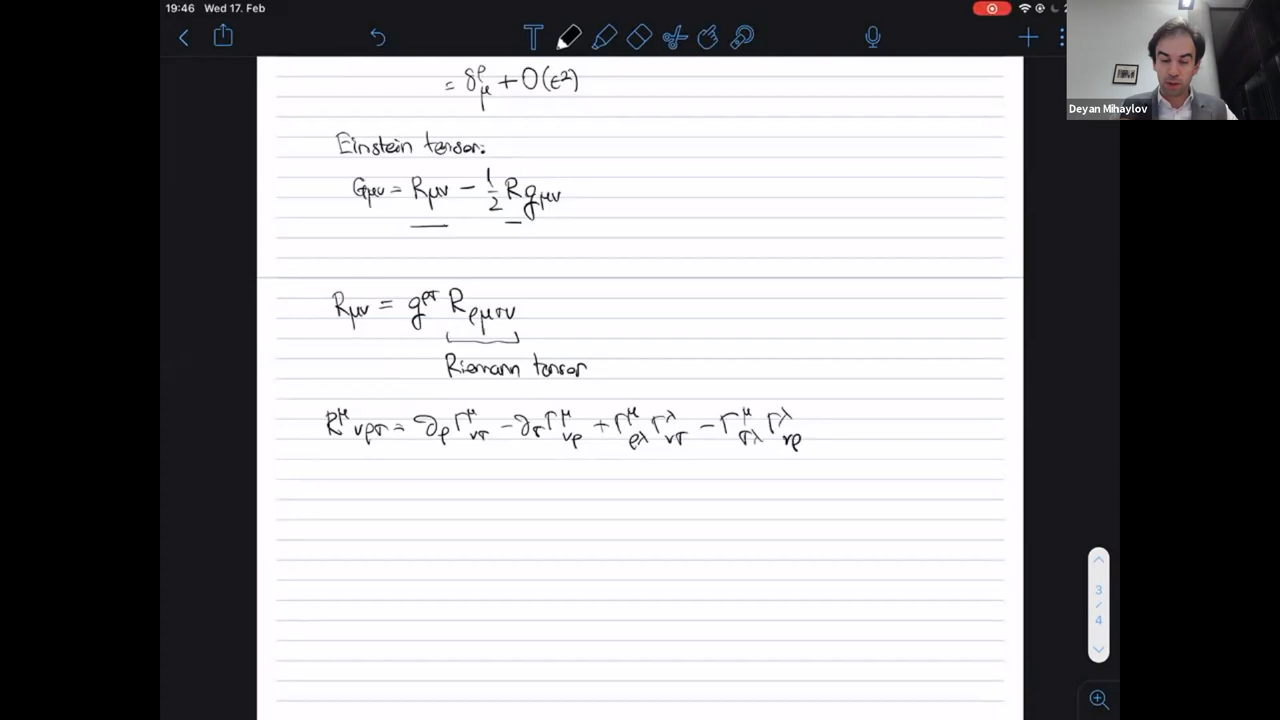 19:46 Wed 17. Feb
Deyan Mihaylov
= δ^ρ_μ + O(ε²)
Einstein tensor:
G_μν = R_μν − 1/2 R g_μν
R_μν = g^ρσ R_ρμσν
Riemann tensor
R^μ_νρσ = ∂_ρ Γ^μ_νσ − ∂_σ Γ^μ_νρ + Γ^μ_ρλ Γ^λ_νσ − Γ^μ_σλ Γ^λ_νρ
3
/
4